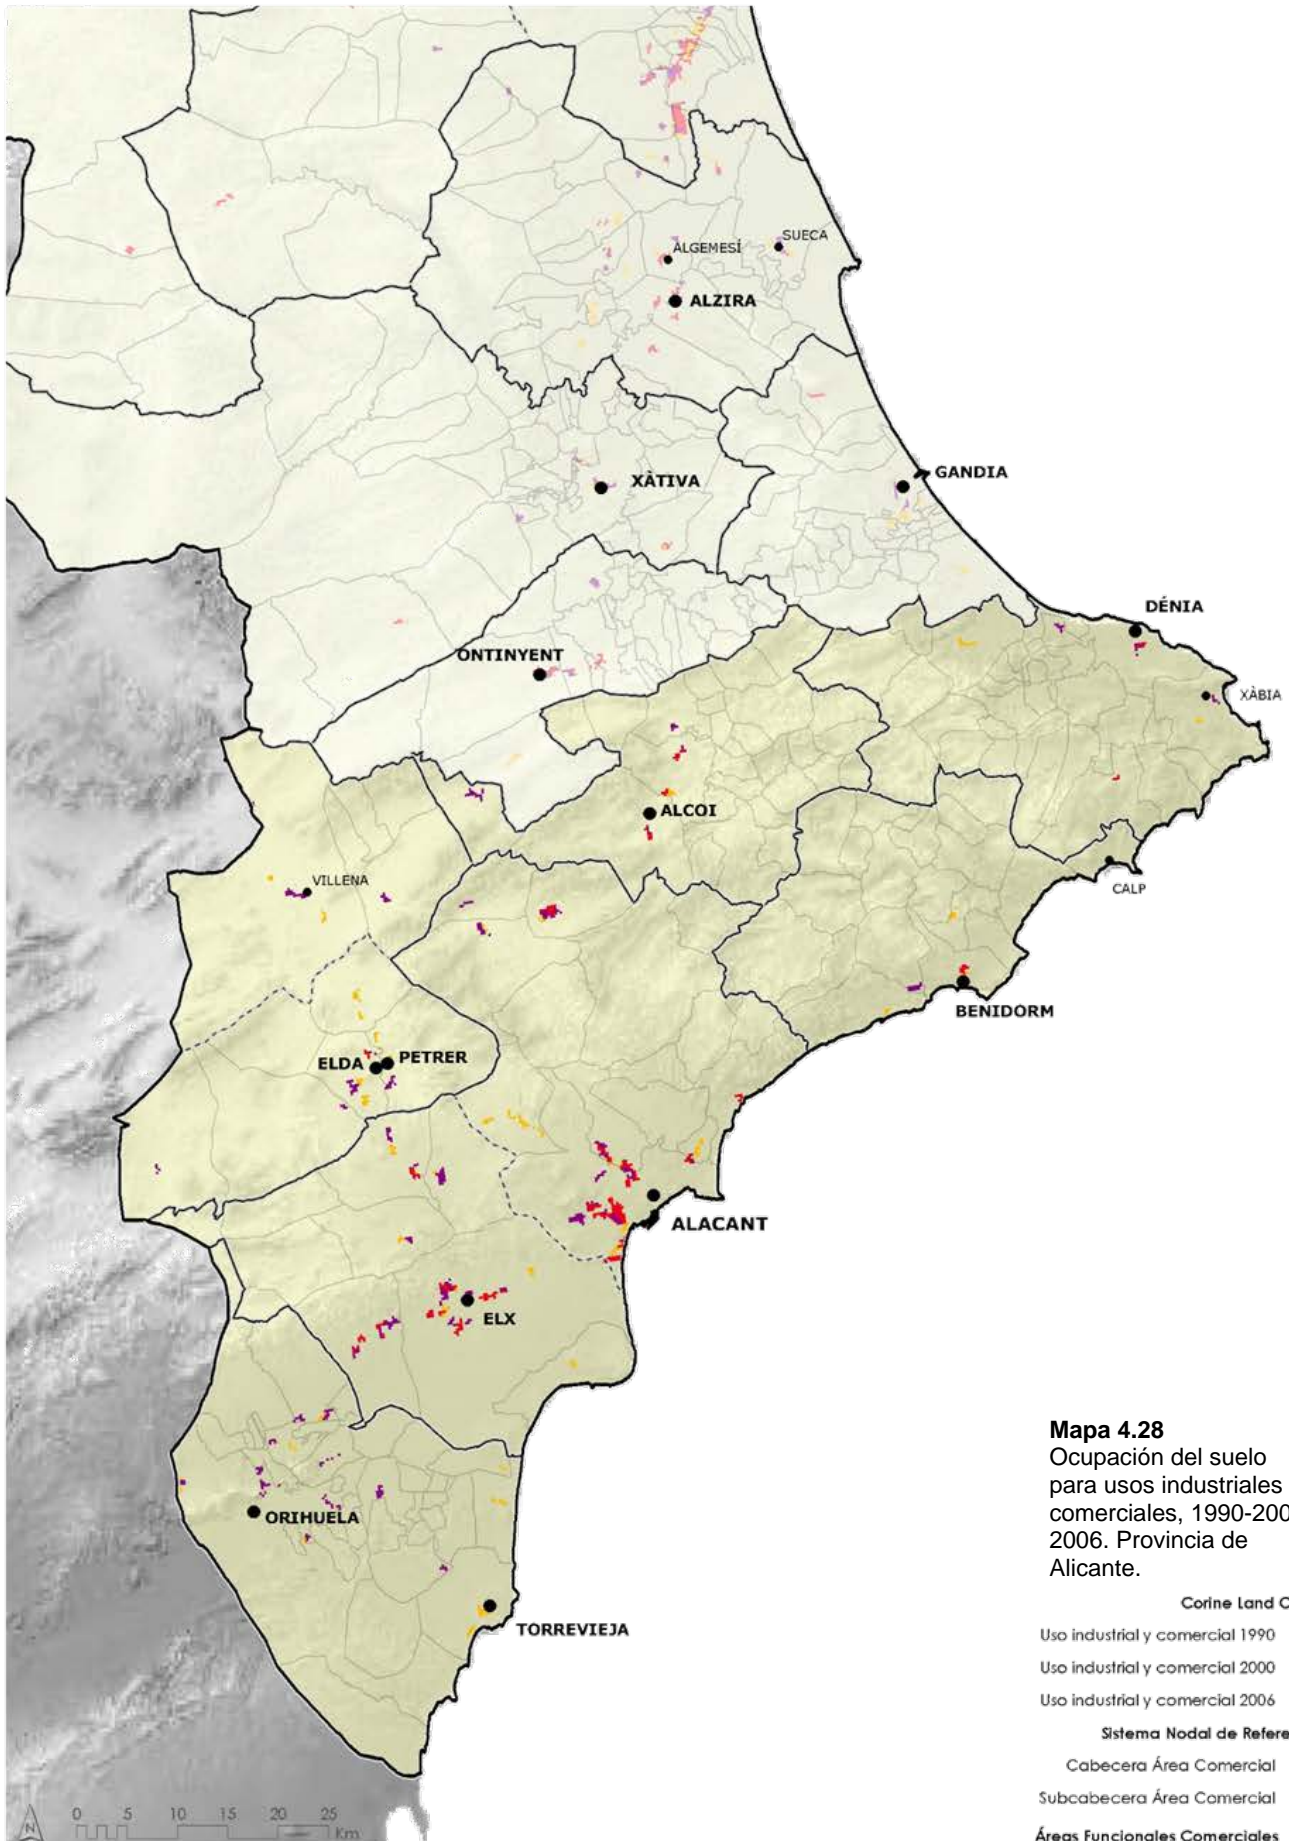 ALGEMESÍ
SUECA
ALZIRA
XÀTIVA
GANDIA
DÉNIA
ONTINYENT
XÀBIA
ALCOI
VILLENA
CALP
BENIDORM
ELDA
PETRER
ALACANT
ELX
ORIHUELA
TORREVIEJA
Mapa 4.28
Ocupación del suelo
para usos industriales
comerciales, 1990-200
2006. Provincia de
Alicante.
Corine Land C
Uso industrial y comercial 1990
Uso industrial y comercial 2000
Uso industrial y comercial 2006
Sistema Nodal de Refere
Cabecera Área Comercial
Subcabecera Área Comercial
Áreas Funcionales Comerciales
N
0 5 10 15 20 25
Km